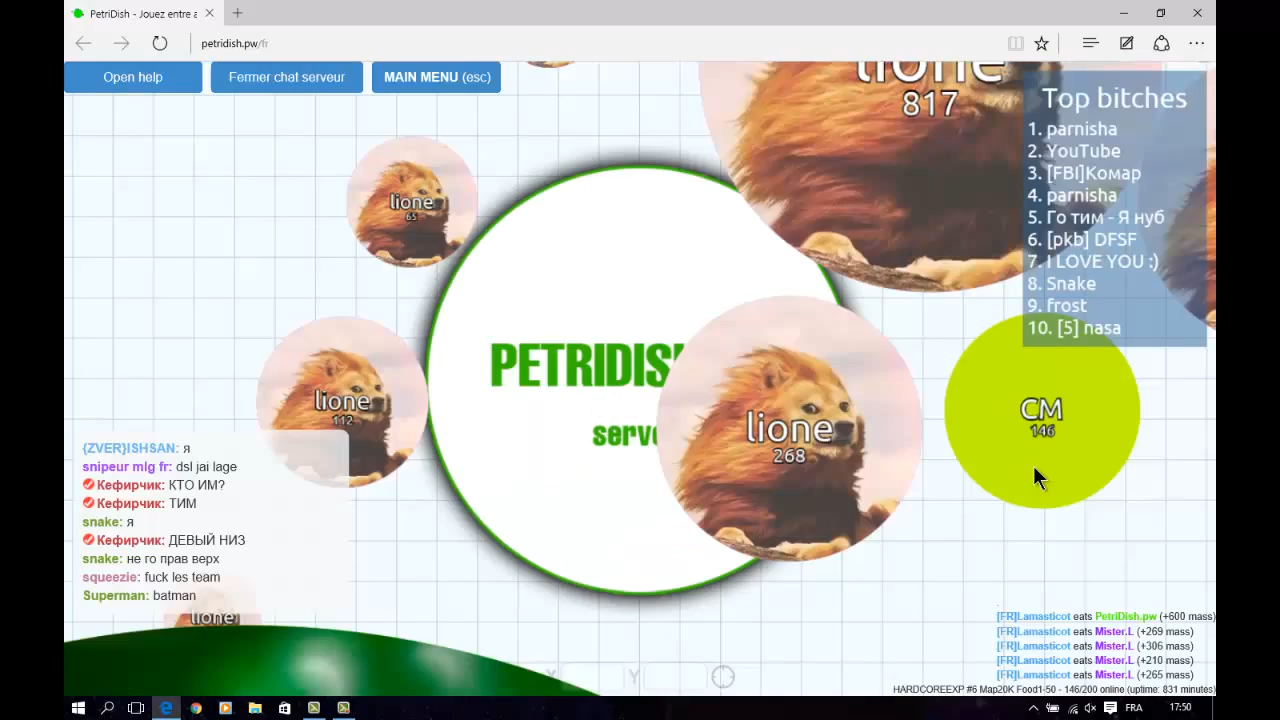 PetriDish - Jouez entre a
petridish.pw/fr
Open help
Fermer chat serveur
MAIN MENU (esc)
lione
817
Top bitches
1. parnisha
2. YouTube
3. [FBI]Комар
4. parnisha
5. Го тим - Я нуб
6. [pkb] DFSF
7. I LOVE YOU :)
8. Snake
9. frost
10. [5] nasa
lione
65
PETRIDIS
serve
lione
112
lione
268
CM
146
{ZVER}ISHSAN: я
snipeur mlg fr: dsl jai lage
Кефирчик: КТО ИМ?
Кефирчик: ТИМ
snake: я
Кефирчик: ДЕВЫЙ НИЗ
snake: не го прав верх
squeezie: fuck les team
Superman: batman
lione
X
Y
[FR]Lamasticot eats PetriDish.pw (+600 mass)
[FR]Lamasticot eats Mister.L (+269 mass)
[FR]Lamasticot eats Mister.L (+306 mass)
[FR]Lamasticot eats Mister.L (+210 mass)
[FR]Lamasticot eats Mister.L (+265 mass)
HARDCOREEXP #6 Map20K Food1-50 - 146/200 online (uptime: 831 minutes)
FRA
17:50